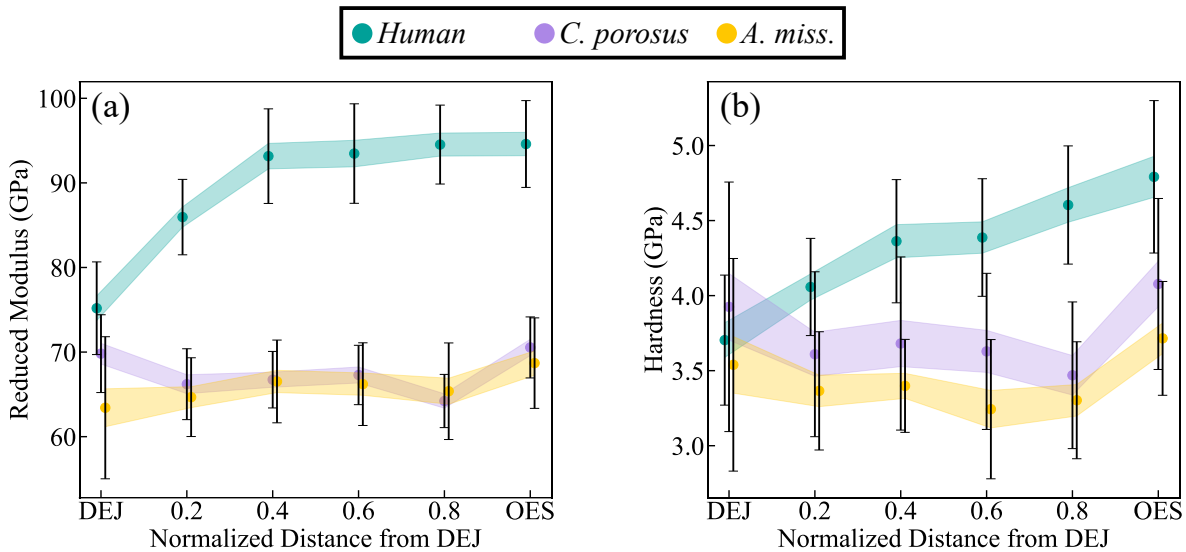 Human C. porosus A. miss.
(a)
100
90
80
70
60
Reduced Modulus (GPa)
DEJ 0.2 0.4 0.6 0.8 OES
Normalized Distance from DEJ
(b)
5.0
4.5
4.0
3.5
3.0
Hardness (GPa)
DEJ 0.2 0.4 0.6 0.8 OES
Normalized Distance from DEJ